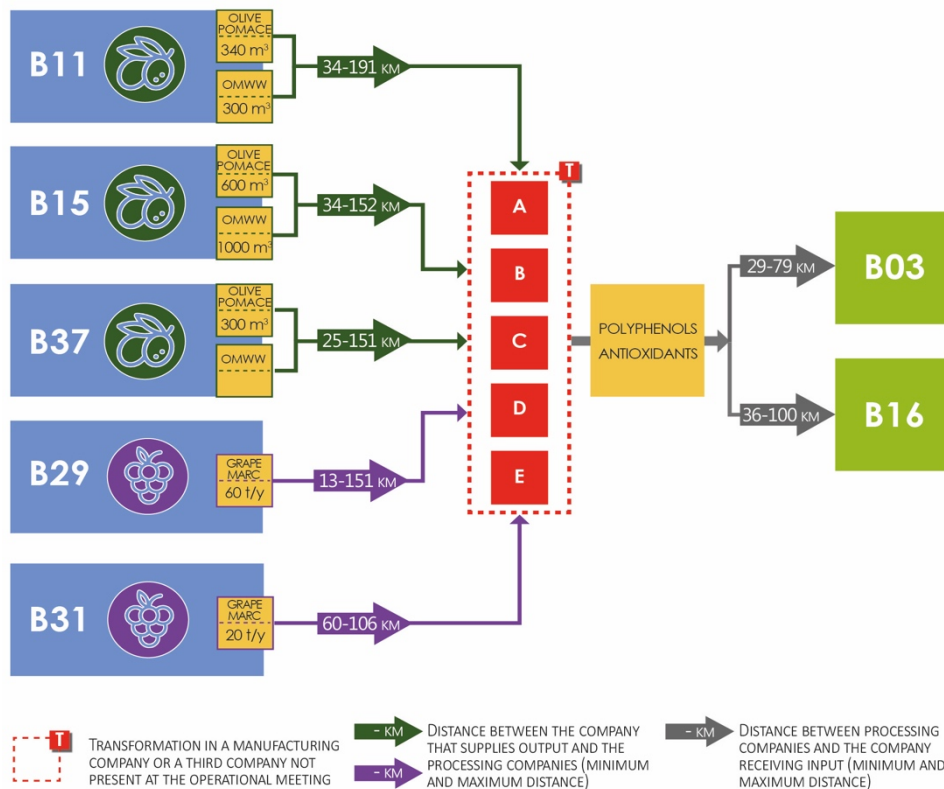 B11
OLIVE
POMACE
340 m³
OMWW
300 m³
34-191 KM
B15
OLIVE
POMACE
600 m³
OMWW
1000 m³
34-152 KM
B37
OLIVE
POMACE
300 m³
OMWW
25-151 KM
B29
GRAPE
MARC
60 t/y
13-151 KM
B31
GRAPE
MARC
20 t/y
60-106 KM
T
A
B
C
D
E
POLYPHENOLS
ANTIOXIDANTS
29-79 KM
B03
36-100 KM
B16
T
TRANSFORMATION IN A MANUFACTURING
COMPANY OR A THIRD COMPANY NOT
PRESENT AT THE OPERATIONAL MEETING
- KM
- KM
DISTANCE BETWEEN THE COMPANY
THAT SUPPLIES OUTPUT AND THE
PROCESSING COMPANIES (MINIMUM
AND MAXIMUM DISTANCE)
- KM
DISTANCE BETWEEN PROCESSING
COMPANIES AND THE COMPANY
RECEIVING INPUT (MINIMUM AND
MAXIMUM DISTANCE)